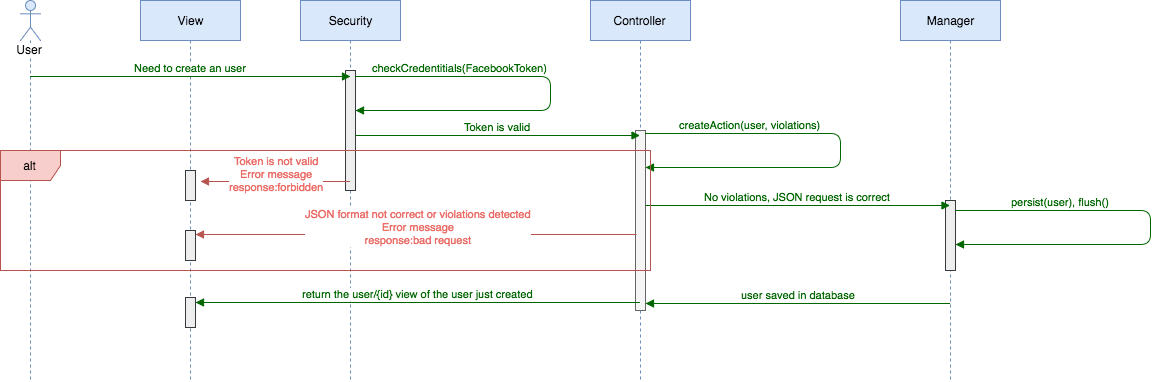 View
Security
Controller
Manager
User
Need to create an user
checkCredentitials(FacebookToken)
Token is valid
createAction(user, violations)
alt
Token is not valid
Error message
response:forbidden
No violations, JSON request is correct
persist(user), flush()
JSON format not correct or violations detected
Error message
response:bad request
return the user/{id} view of the user just created
user saved in database